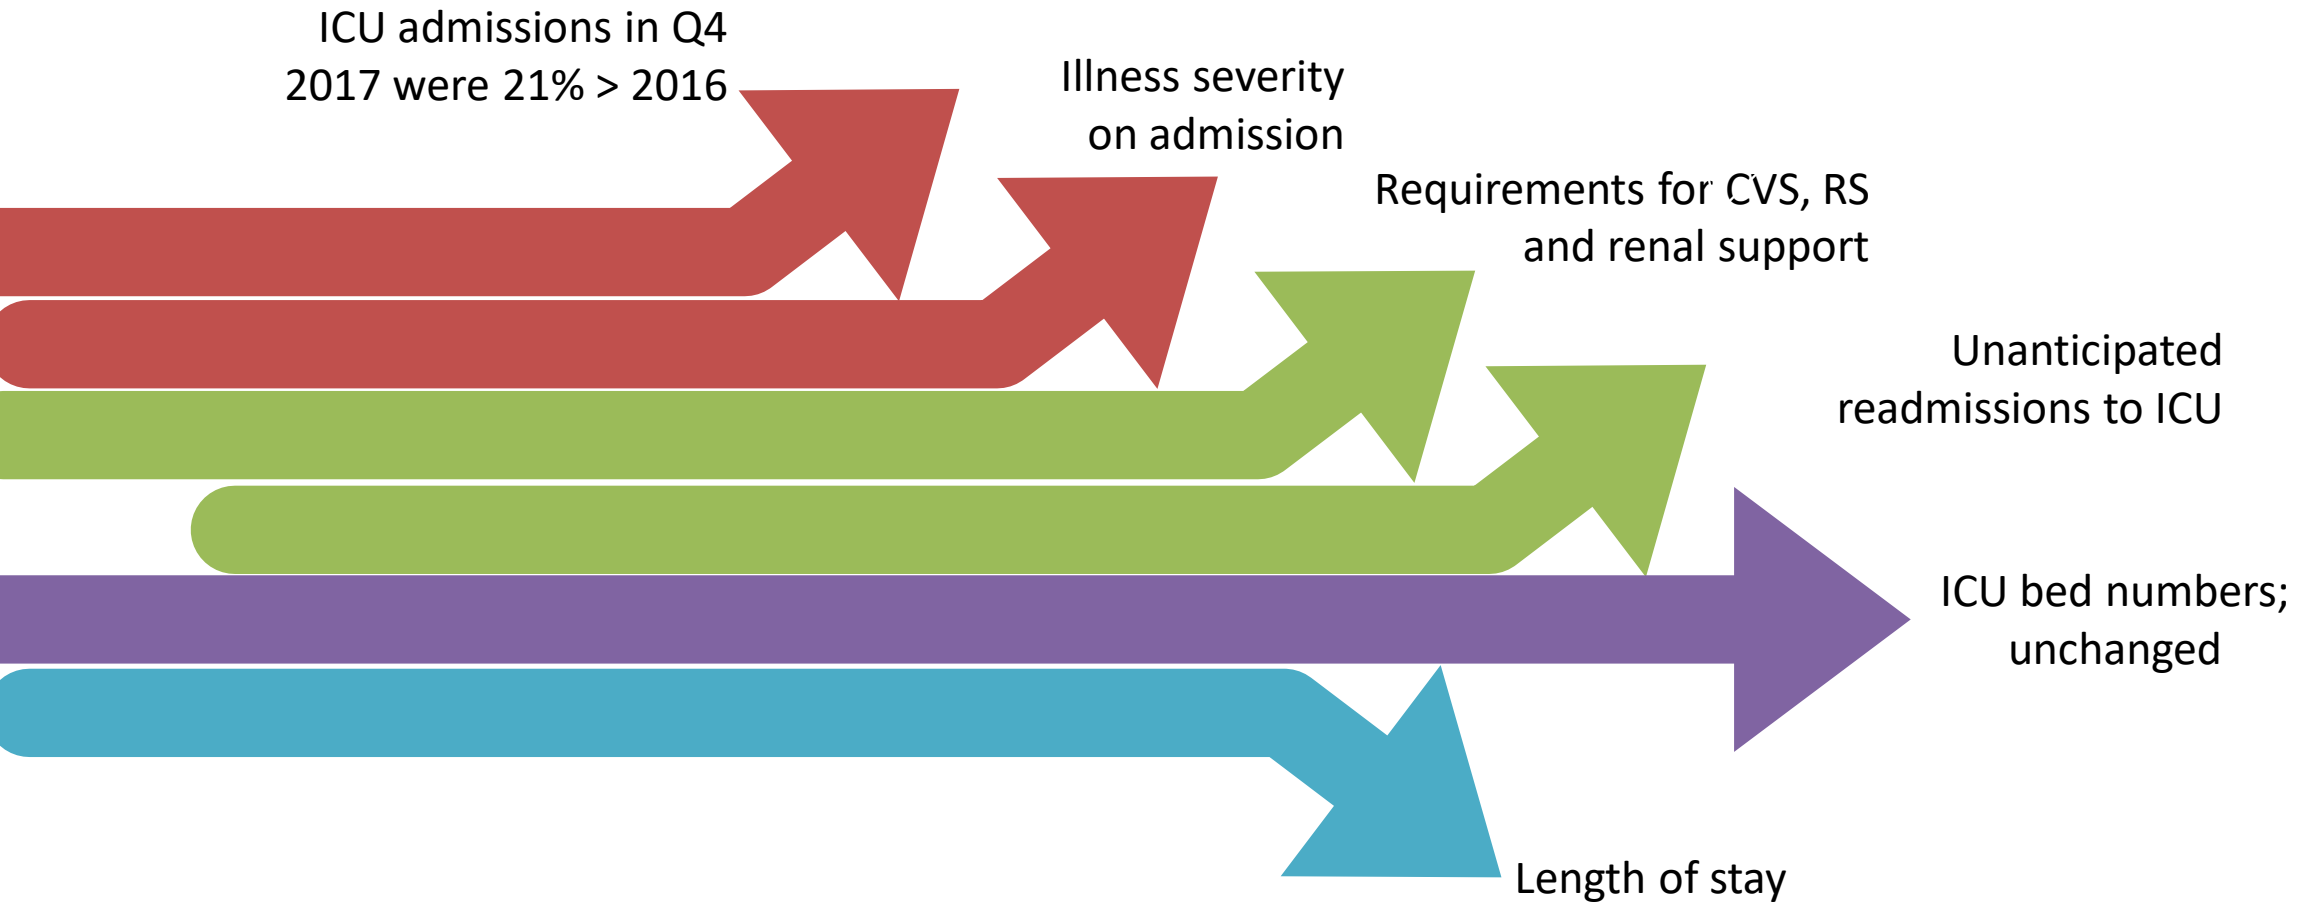 ICU admissions in Q4
2017 were 21% > 2016
Illness severity
on admission
Requirements for CVS, RS
and renal support
Unanticipated
readmissions to ICU
ICU bed numbers;
unchanged
Length of stay